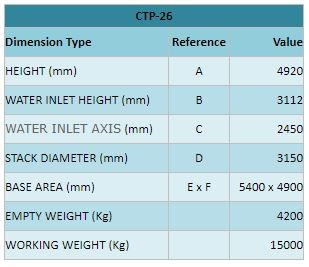 CTP-26
Dimension Type Reference Value
HEIGHT (mm) A 4920
WATER INLET HEIGHT (mm) B 3112
WATER INLET AXIS (mm) C 2450
STACK DIAMETER (mm) D 3150
BASE AREA (mm) E x F 5400 x 4900
EMPTY WEIGHT (Kg) 4200
WORKING WEIGHT (Kg) 15000